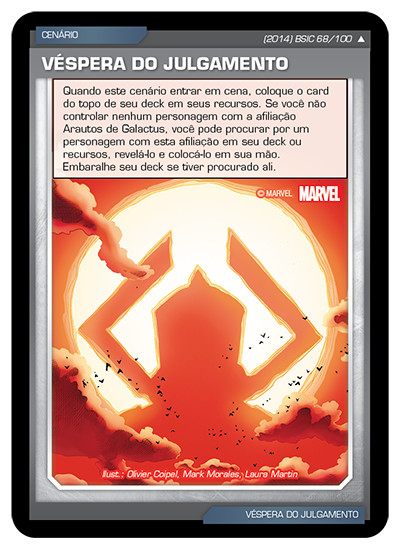 CENÁRIO
(2014) BSIC 68/100 ▲
VÉSPERA DO JULGAMENTO
Quando este cenário entrar em cena, coloque o card
do topo de seu deck em seus recursos. Se você não
controlar nenhum personagem com a afiliação
Arautos de Galactus, você pode procurar por um
personagem com esta afiliação em seu deck ou
recursos, revelá-lo e colocá-lo em sua mão.
Embaralhe seu deck se tiver procurado ali.
© MARVEL MARVEL
Ilust.: Olivier Coipel, Mark Morales, Laura Martin
VÉSPERA DO JULGAMENTO